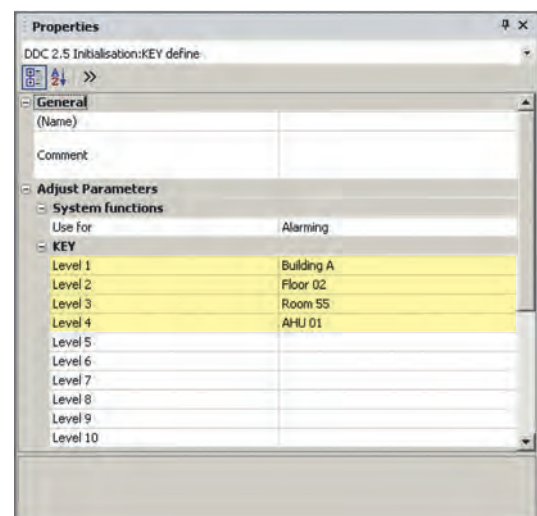 Properties
DDC 2.5 Initialisation:KEY define
General
(Name)
Comment
Adjust Parameters
System functions
Use for Alarming
KEY
Level 1 Building A
Level 2 Floor 02
Level 3 Room 55
Level 4 AHU 01
Level 5
Level 6
Level 7
Level 8
Level 9
Level 10